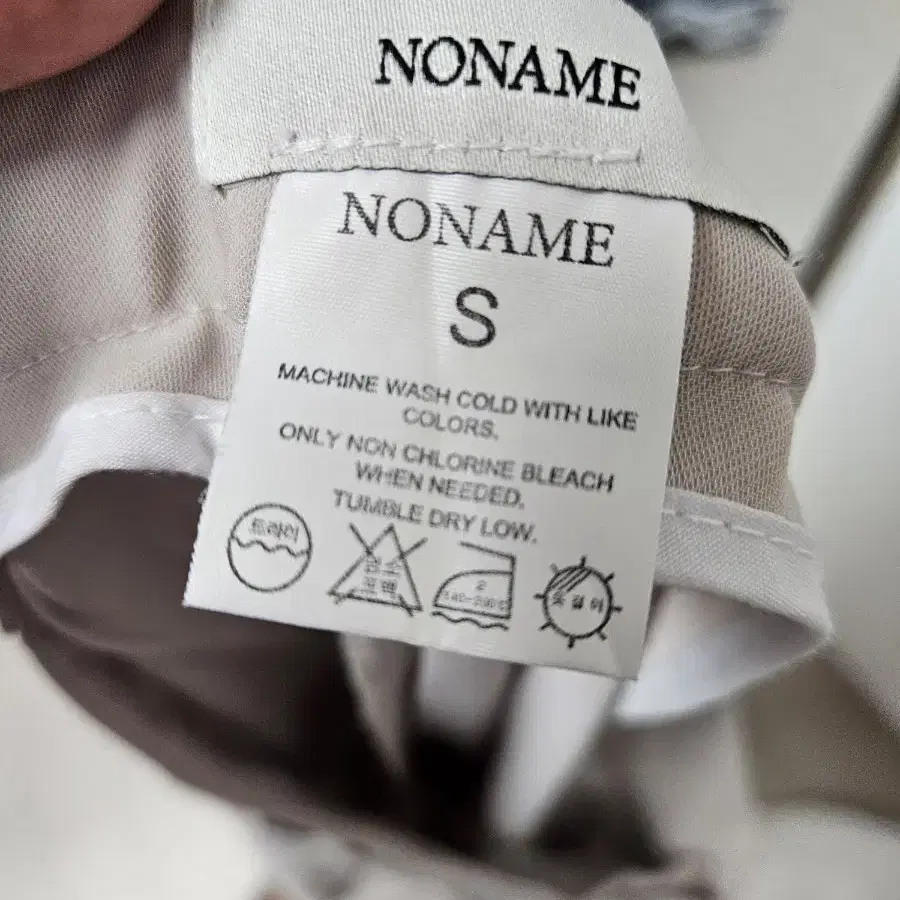 NONAME
NONAME
S
MACHINE WASH COLD WITH LIKE
COLORS.
ONLY NON CHLORINE BLEACH
WHEN NEEDED.
TUMBLE DRY LOW.
드라이
염소
표백
2
옷걸이